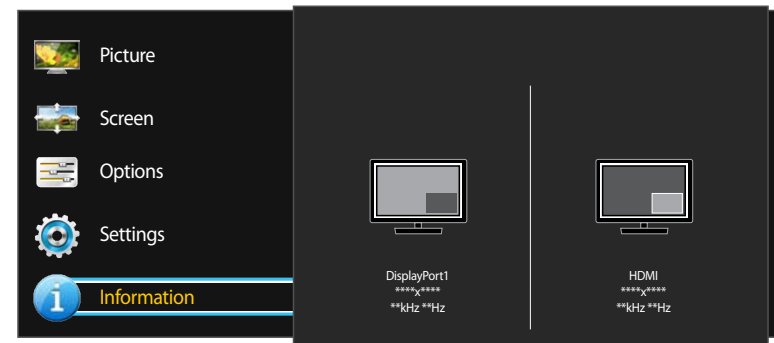 Picture
Screen
Options
Settings
Information
DisplayPort1
****x****
**kHz **Hz
HDMI
****x****
**kHz **Hz